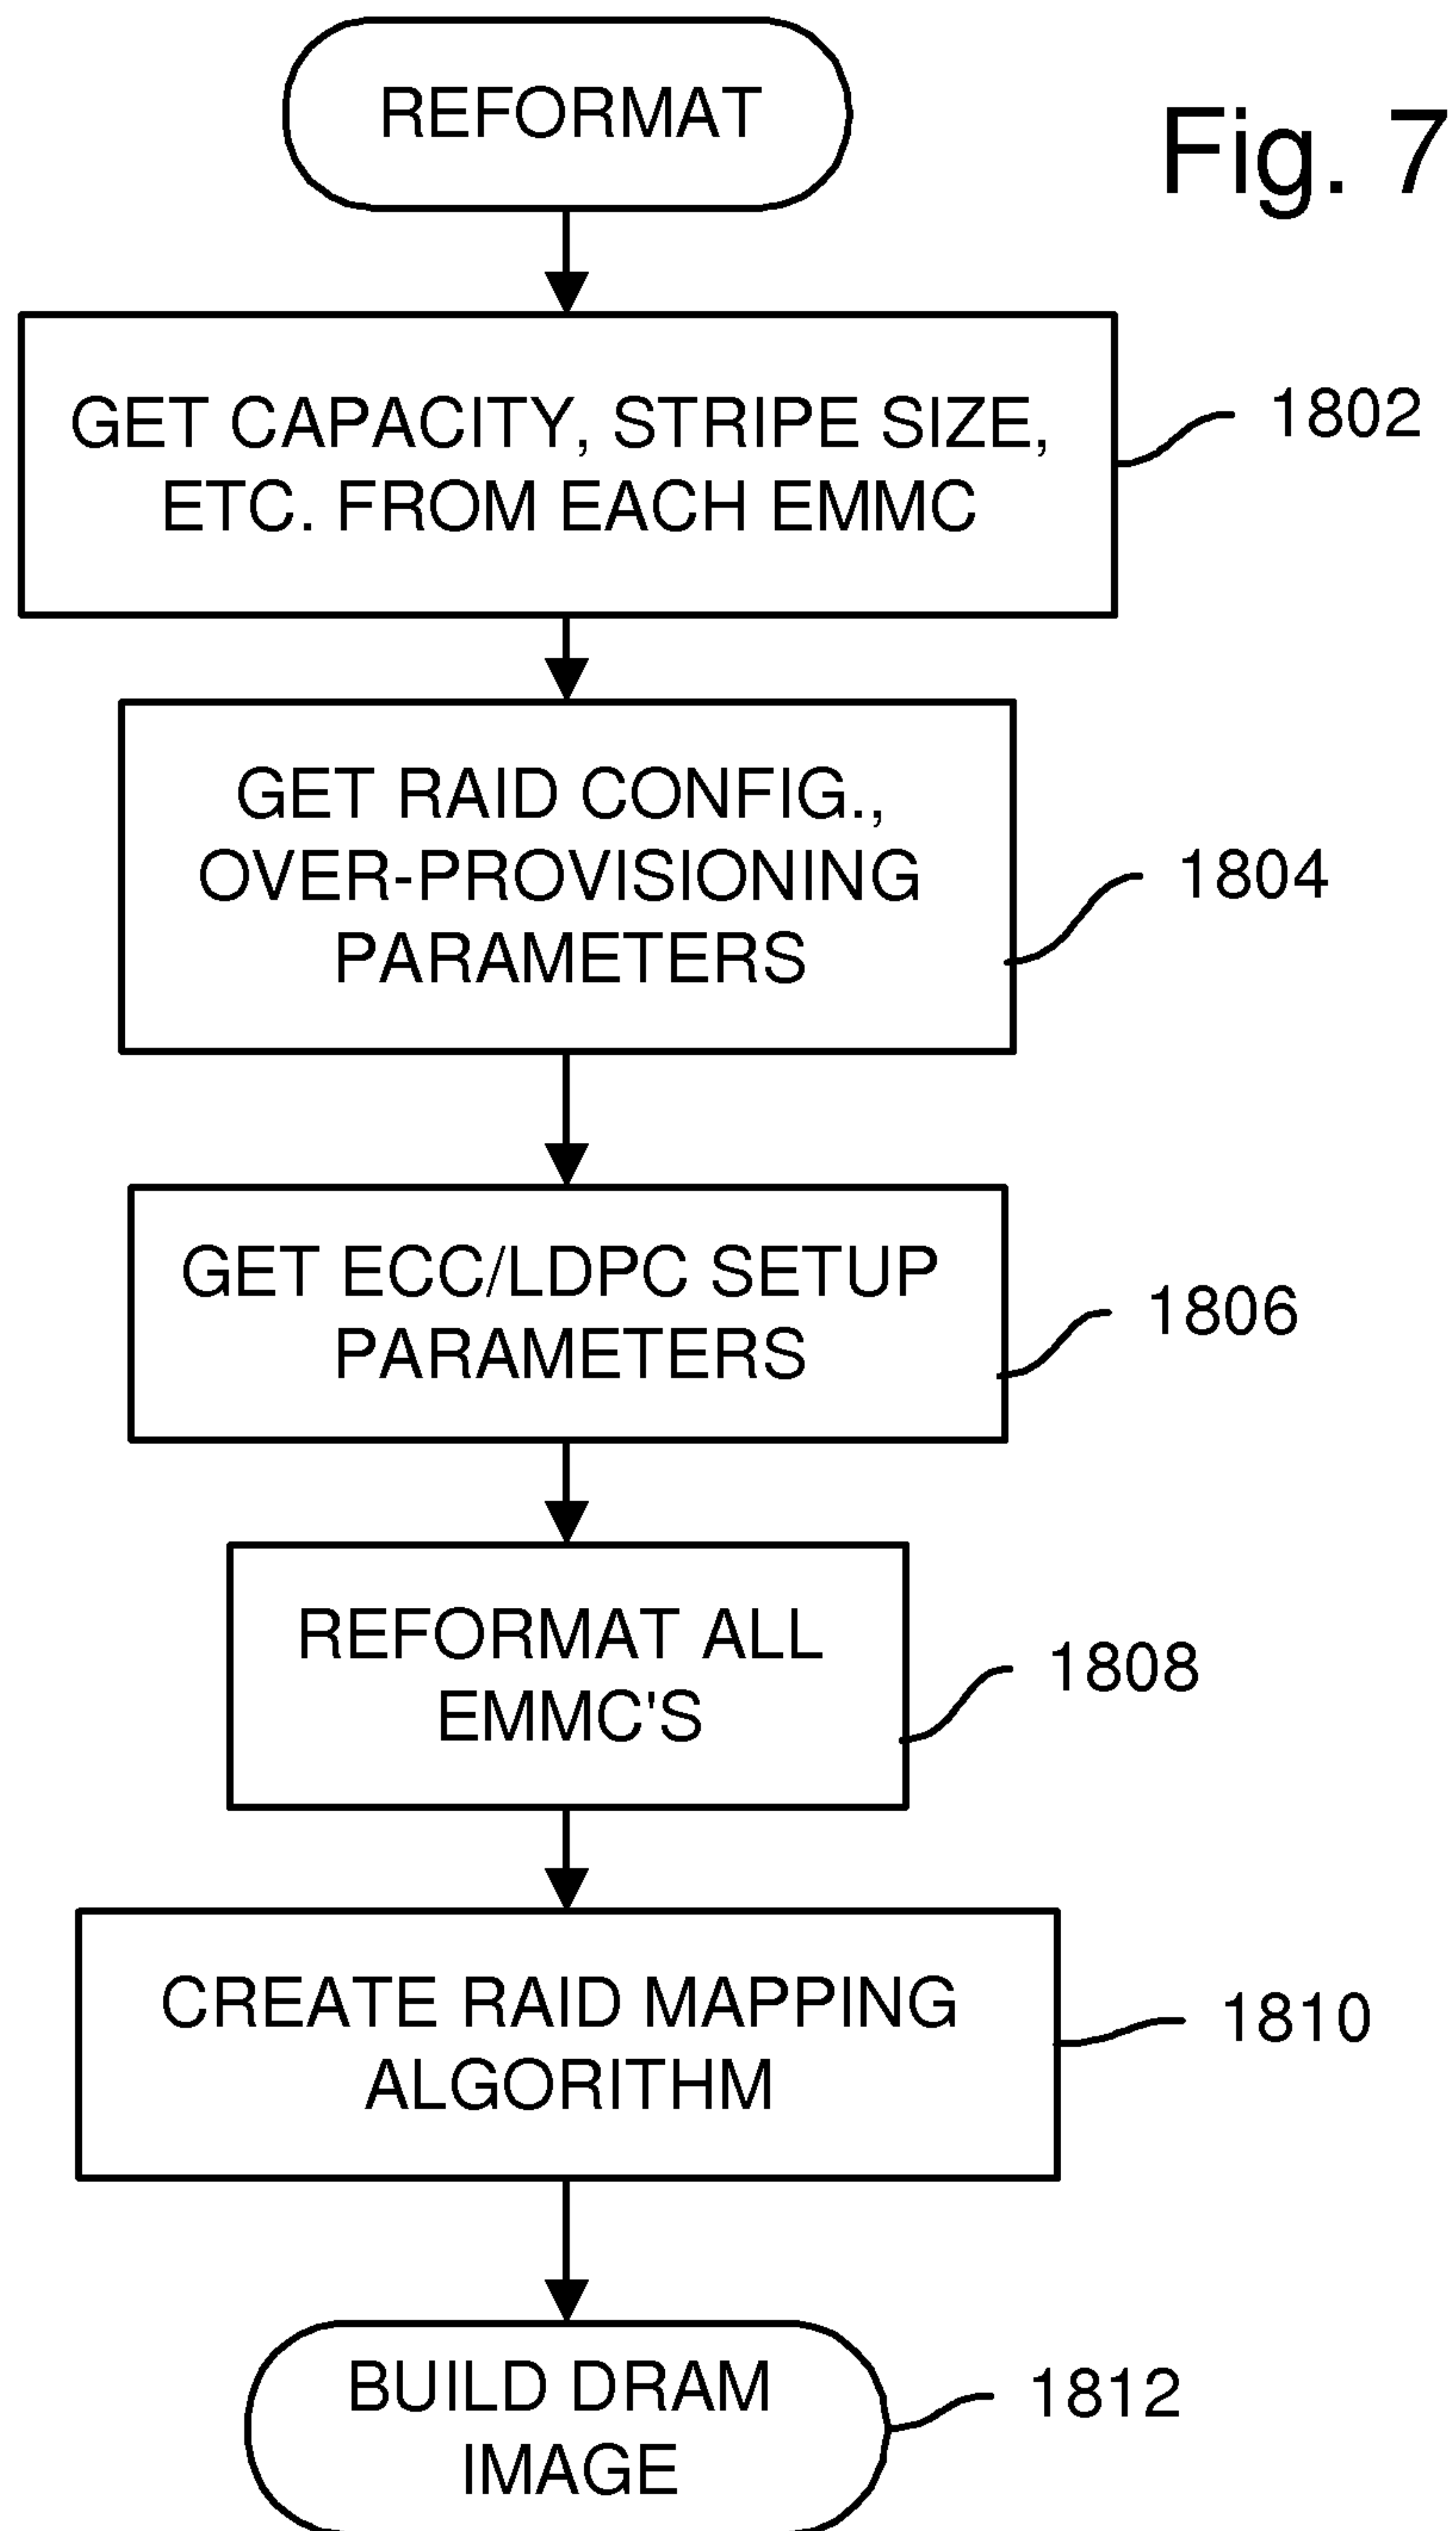 REFORMAT
Fig. 7
GET CAPACITY, STRIPE SIZE,
ETC. FROM EACH EMMC
1802
GET RAID CONFIG.,
OVER-PROVISIONING
PARAMETERS
1804
GET ECC/LDPC SETUP
PARAMETERS
1806
REFORMAT ALL
EMMC'S
1808
CREATE RAID MAPPING
ALGORITHM
1810
BUILD DRAM
IMAGE
1812